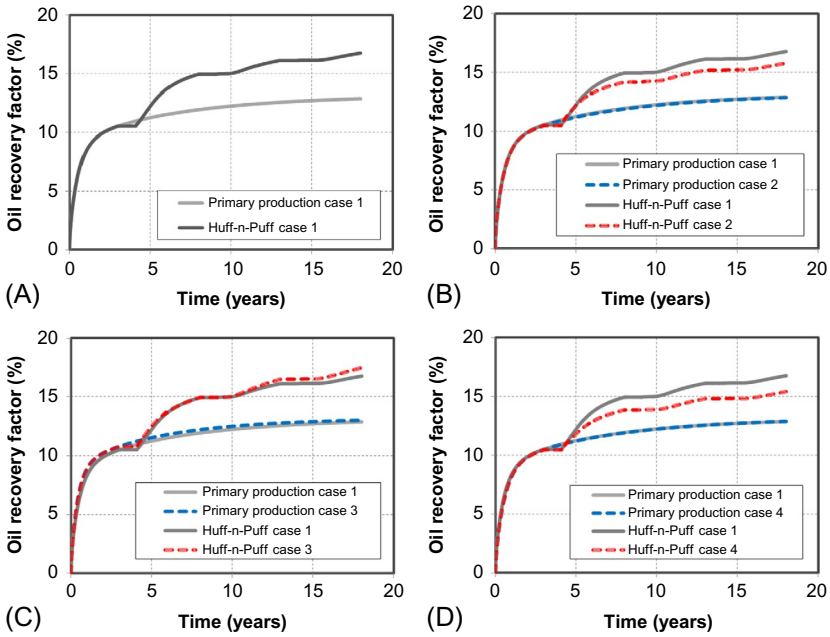 Oil recovery factor (%)
20
15
10
5
0
Primary production case 1
Huff-n-Puff case 1
0
5
10
15
20
(A)
Time (years)
Oil recovery factor (%)
20
15
10
5
0
Primary production case 1
Primary production case 2
Huff-n-Puff case 1
Huff-n-Puff case 2
0
5
10
15
20
(B)
Time (years)
Oil recovery factor (%)
20
15
10
5
0
Primary production case 1
Primary production case 3
Huff-n-Puff case 1
Huff-n-Puff case 3
0
5
10
15
20
(C)
Time (years)
Oil recovery factor (%)
20
15
10
5
0
Primary production case 1
Primary production case 4
Huff-n-Puff case 1
Huff-n-Puff case 4
0
5
10
15
20
(D)
Time (years)